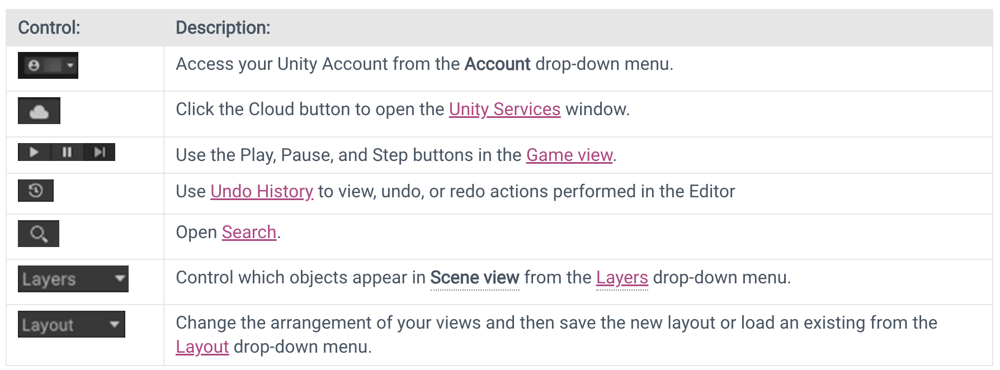 Control: Description:
Access your Unity Account from the Account drop-down menu.
Click the Cloud button to open the Unity Services window.
Use the Play, Pause, and Step buttons in the Game view.
Use Undo History to view, undo, or redo actions performed in the Editor
Open Search.
Layers Control which objects appear in Scene view from the Layers drop-down menu.
Layout Change the arrangement of your views and then save the new layout or load an existing from the
Layout drop-down menu.